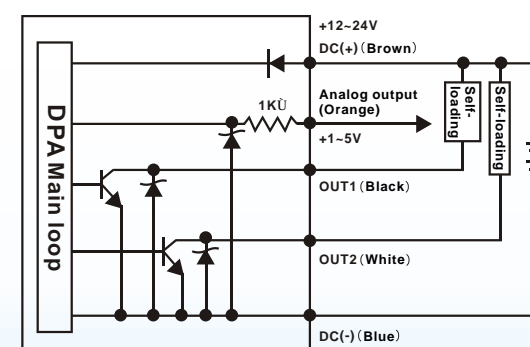 +12~24V
DC(+)(Brown)
1KÙ
Analog output
(Orange)
+1~5V
Self-
loading
Self-loading
DPA Main loop
OUT1(Black)
OUT2(White)
DC(-)(Blue)